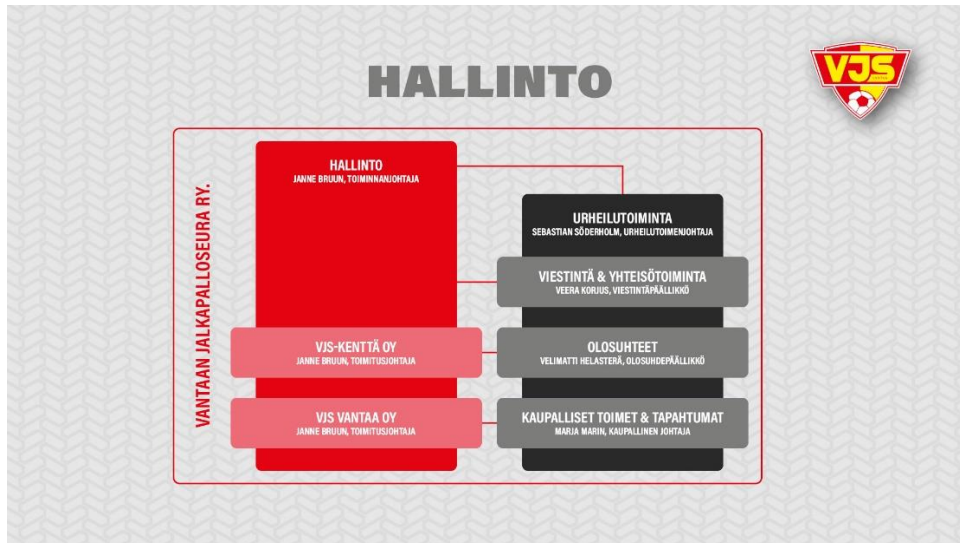 HALLINTO
VJS
VANTAAN JALKAPALLOSEURA RY.
HALLINTO
JANNE BRUUN, TOIMINNANJOHTAJA
URHEILUTOIMINTA
SEBASTIAN SÖDERHOLM, URHEILUTOIMENJOHTAJA
VIESTINTÄ & YHTEISÖTOIMINTA
VEERA KORJUS, VIESTINTÄPÄÄLLIKKÖ
VJS-KENTTÄ OY
JANNE BRUUN, TOIMITUSJOHTAJA
OLOSUHTEET
VELIMATTI HELASTERÄ, OLOSUHDEPÄÄLLIKKÖ
VJS VANTAA OY
JANNE BRUUN, TOIMITUSJOHTAJA
KAUPALLISET TOIMET & TAPAHTUMAT
MARJA MARIN, KAUPALLINEN JOHTAJA